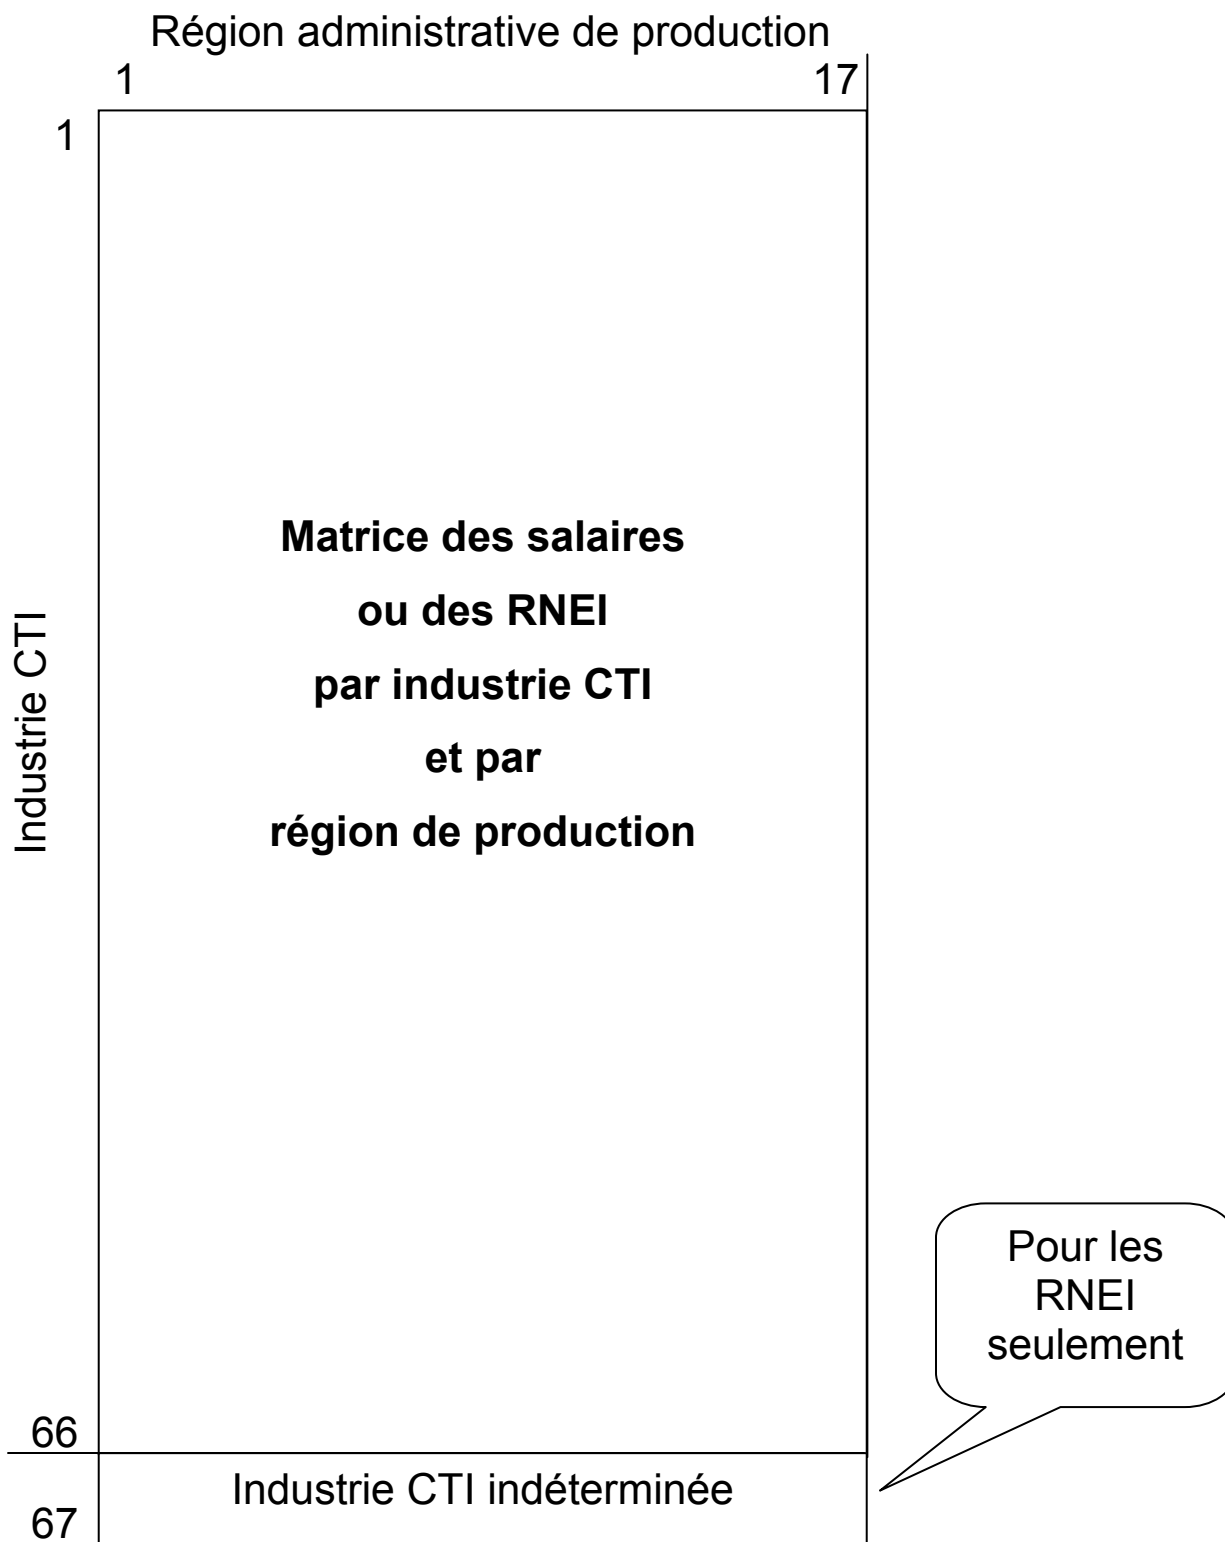 Région administrative de production
1 17
1
Industrie CTI
Matrice des salaires
ou des RNEI
par industrie CTI
et par
région de production
Pour les
RNEI
seulement
66
Industrie CTI indéterminée
67